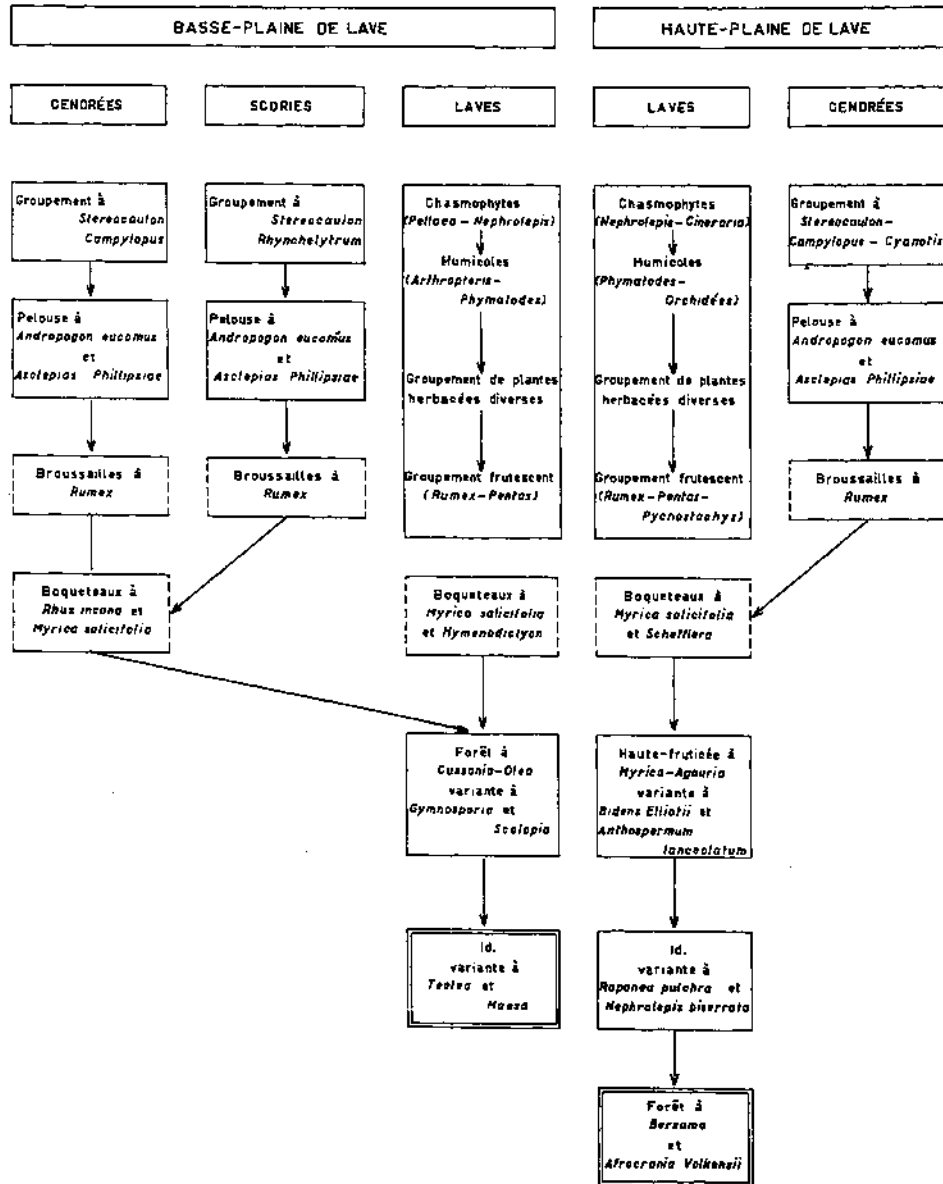 BASSE-PLAINE DE LAVE
HAUTE-PLAINE DE LAVE
CENDRÉES
SCORIES
LAVES
LAVES
CENDRÉES
Groupement à
Stereocaulon
Campylopus
Pelouse à
Andropogon eucomus
et
Asclepias Phillipsiae
Broussailles à
Rumex
Boqueteaux à
Rhus incana et
Myrica salicifolia
Groupement à
Stereocaulon
Rhynchelytrum
Pelouse à
Andropogon eucomus
et
Asclepias Phillipsiae
Broussailles à
Rumex
Chasmophytes
(Pellaea-Nephrolepis)
Humicoles
(Arthropteris-
Phymatodes)
Groupement de plantes
herbacées diverses
Groupement frutescent
(Rumex-Pentas)
Boqueteaux à
Myrica salicifolia
et Hymenodictyon
Forêt à
Cussonia-Olea
variante à
Gymnosporia et
Scolopia
Id.
variante à
Teclea et
Maesa
Chasmophytes
(Nephrolepis-Cineraria)
Humicoles
(Phymatodes-
Orchidées)
Groupement de plantes
herbacées diverses
Groupement frutescent
(Rumex-Pentas-
Pycnostachys)
Boqueteaux à
Myrica salicifolia
et Schefflera
Haute-fruticée à
Myrica-Agauria
variante à
Bidens Elliotii et
Anthospermum
lanceolatum
Id.
variante à
Rapanea pulchra et
Nephrolepis biserrata
Forêt à
Bersama
et
Afrocrania Volkensii
Groupement à
Stereocaulon-
Campylopus-Cyanotis
Pelouse à
Andropogon eucomus
et
Asclepias Phillipsiae
Broussailles à
Rumex